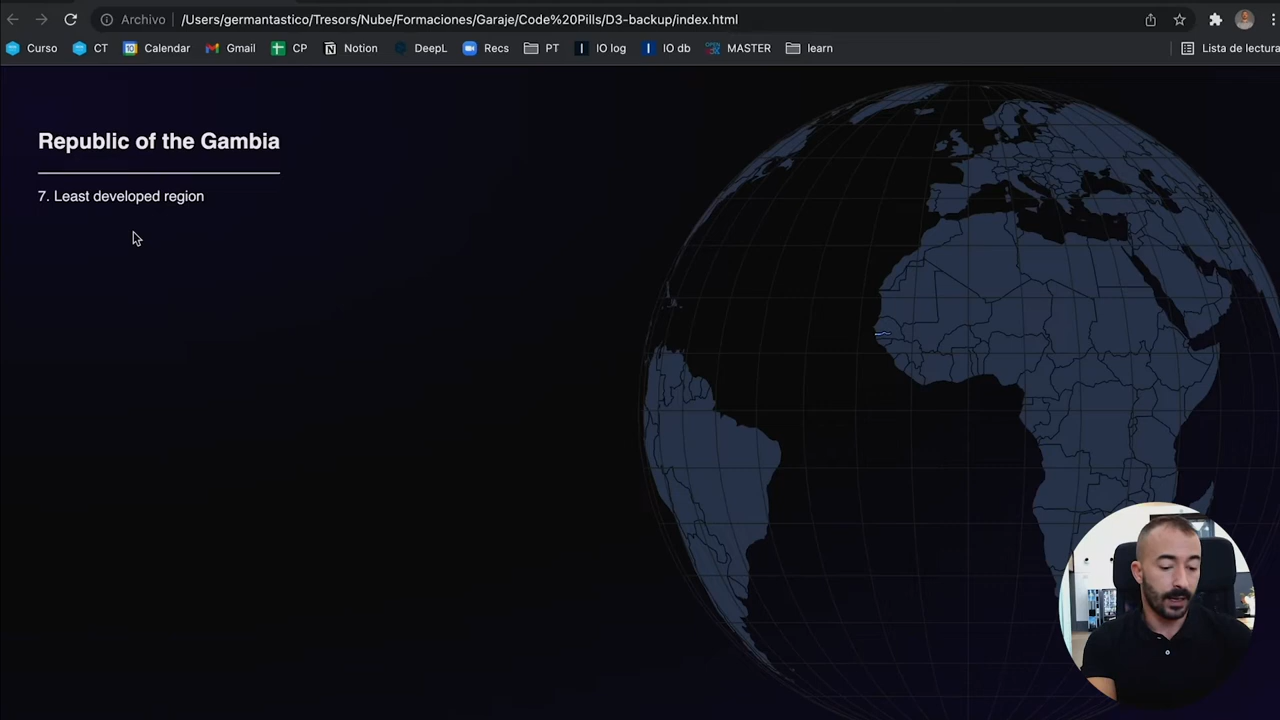 Archivo
/Users/germantastico/Tresors/Nube/Formaciones/Garaje/Code%20Pills/D3-backup/index.html
Curso
CT
10
Calendar
Gmail
CP
Notion
DeepL
Recs
PT
IO log
IO db
MASTER
learn
Lista de lectura
Republic of the Gambia
7. Least developed region